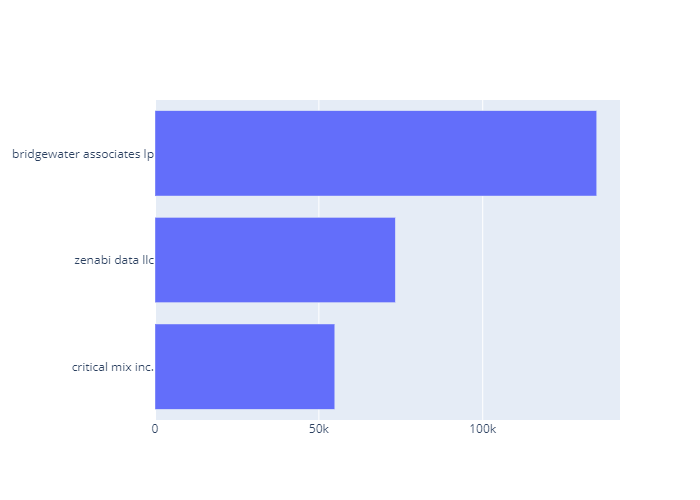 bridgewater associates lp
zenabi data llc
critical mix inc.
0 50k 100k